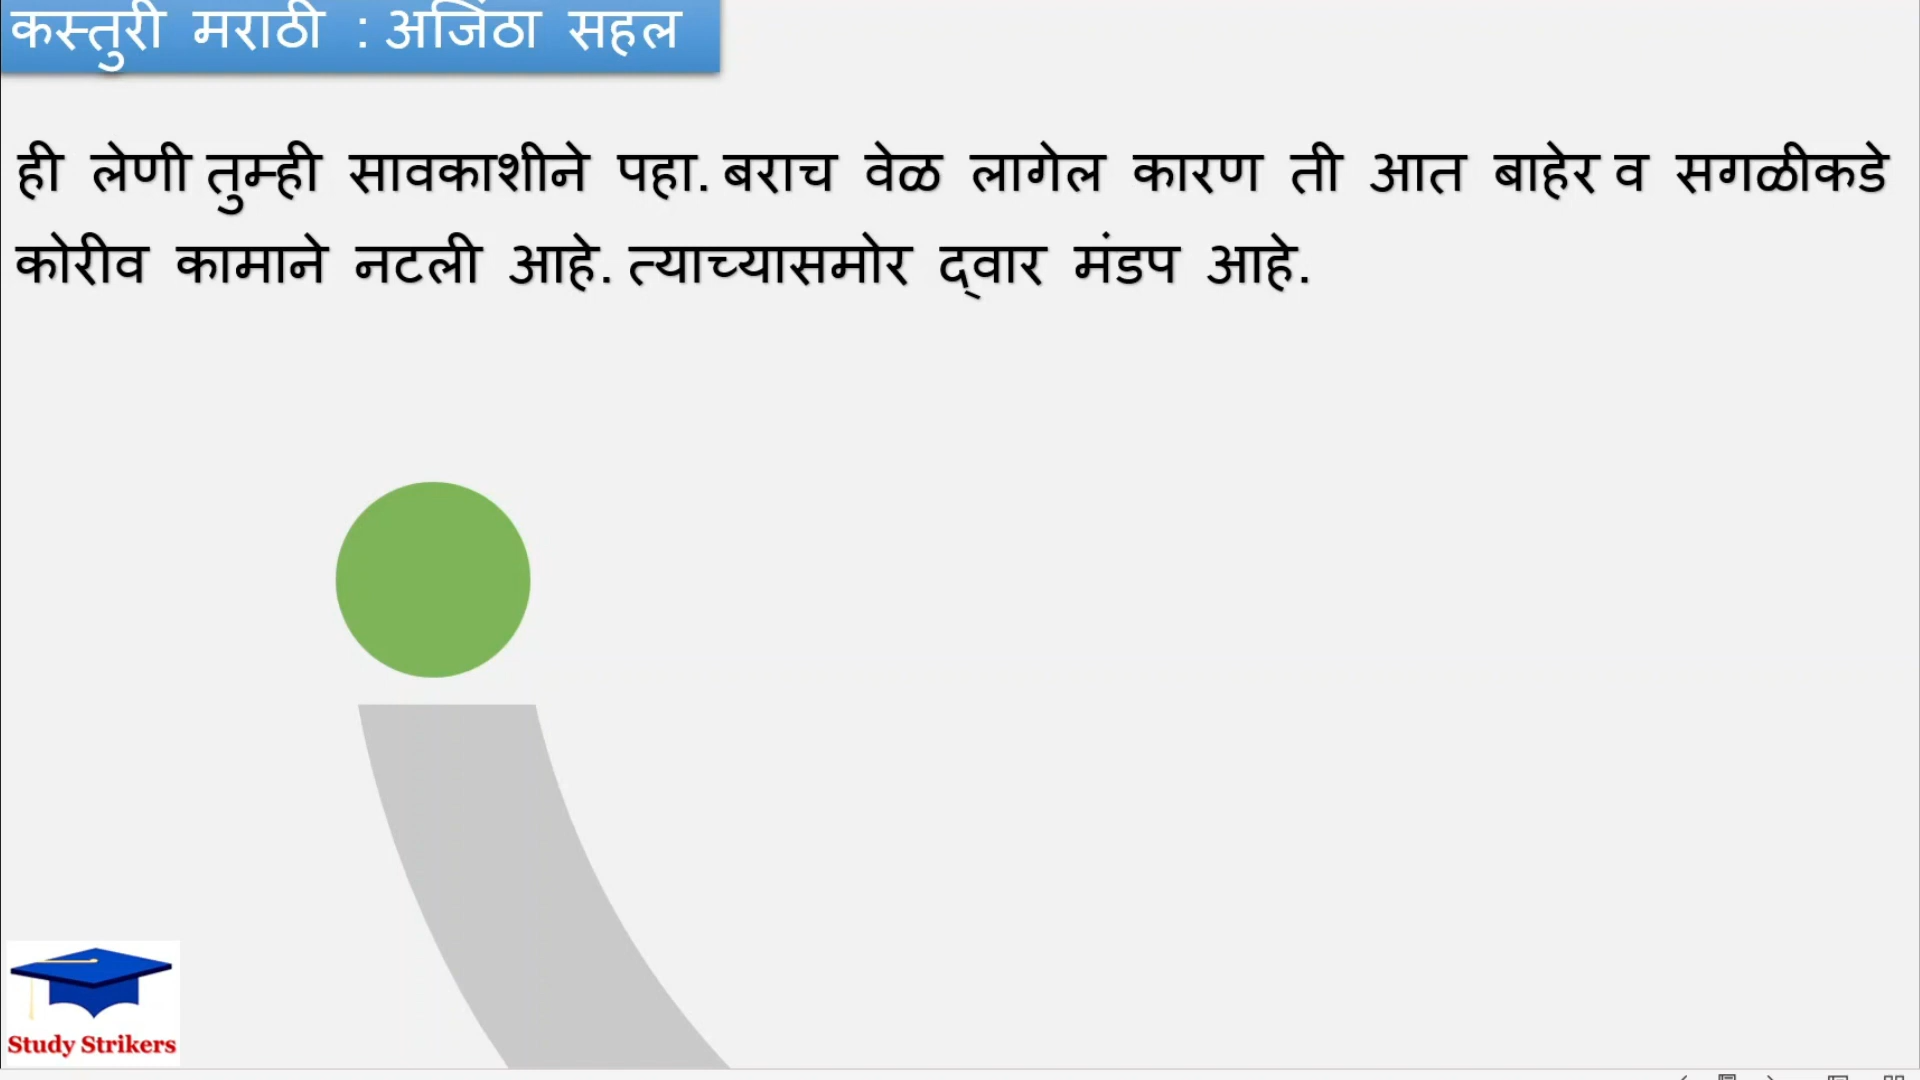 कस्तुरी मराठी : अजिंठा सहल
ही लेणी तुम्ही सावकाशीने पहा. बराच वेळ लागेल कारण ती आत बाहेर व सगळीकडे
कोरीव कामाने नटली आहे. त्याच्यासमोर द्‌वार मंडप आहे.
Study Strikers